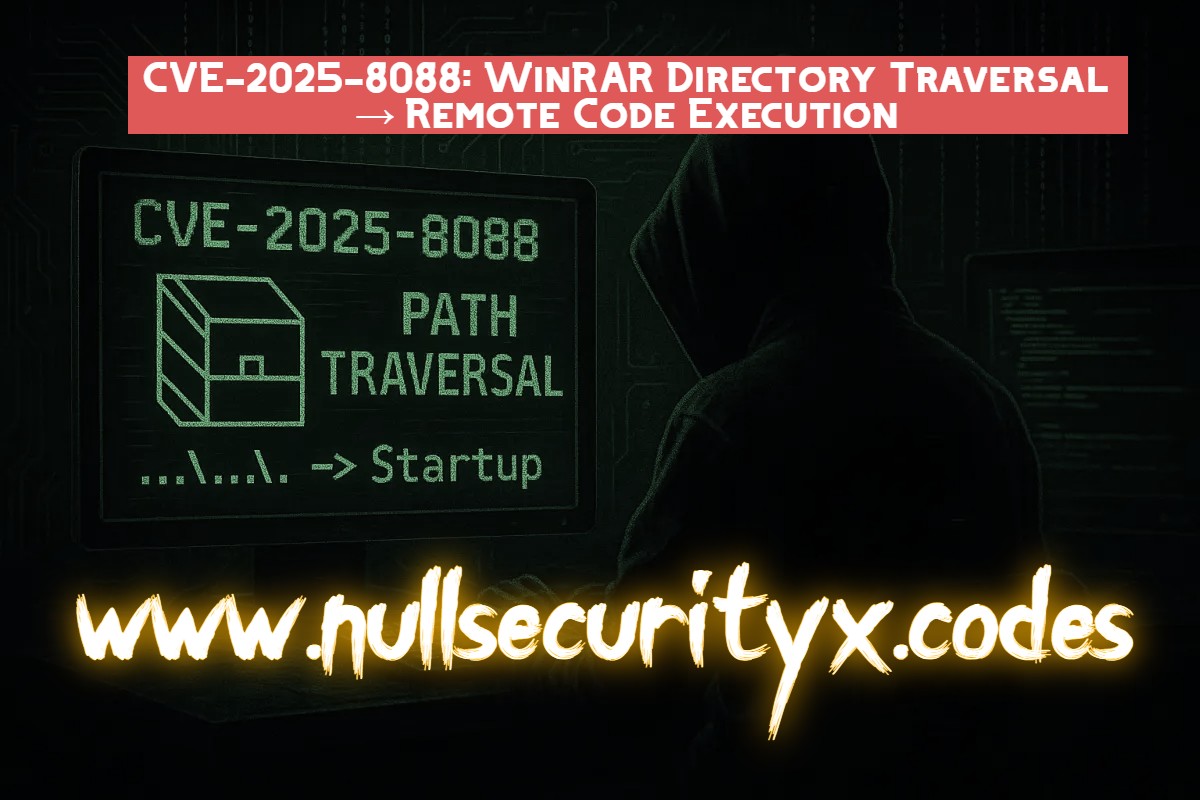 CVE-2025-8088: WinRAR Directory Traversal
→ Remote Code Execution
CVE-2025-8088
PATH
TRAVERSAL
...\...\. -> Startup
www.nullsecurityx.codes